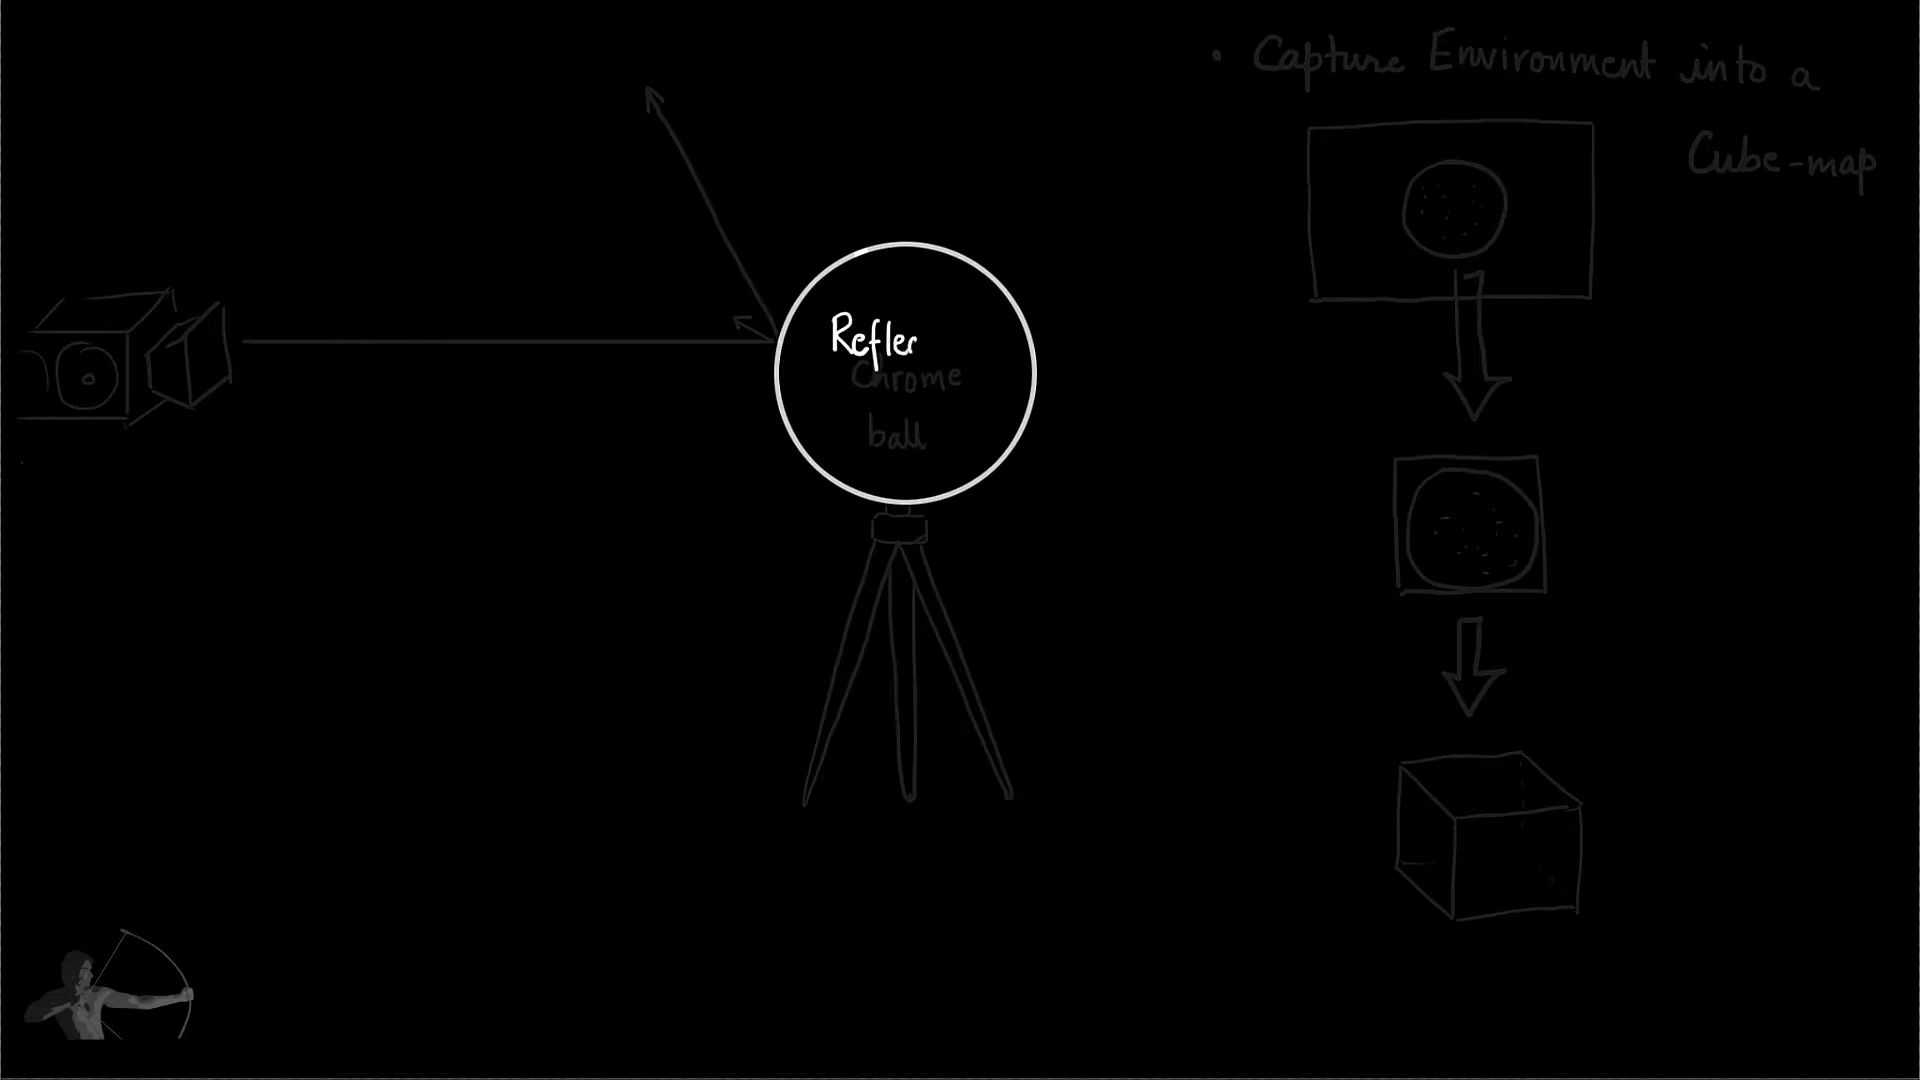 • Capture Environment into a
Cube-map
Refler
Chrome
ball